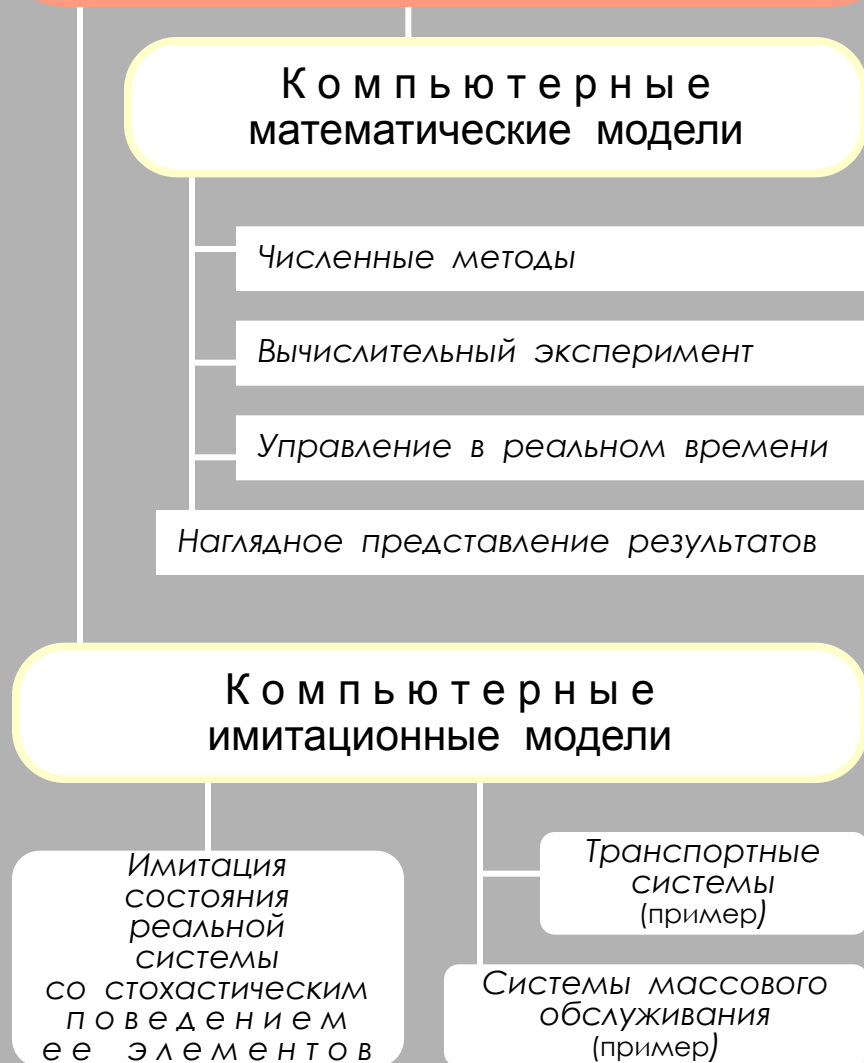 Компьютерные
математические модели
Численные методы
Вычислительный эксперимент
Управление в реальном времени
Наглядное представление результатов
Компьютерные
имитационные модели
Имитация
состояния
реальной
системы
со стохастическим
поведением
ее элементов
Транспортные
системы
(пример)
Системы массового
обслуживания
(пример)